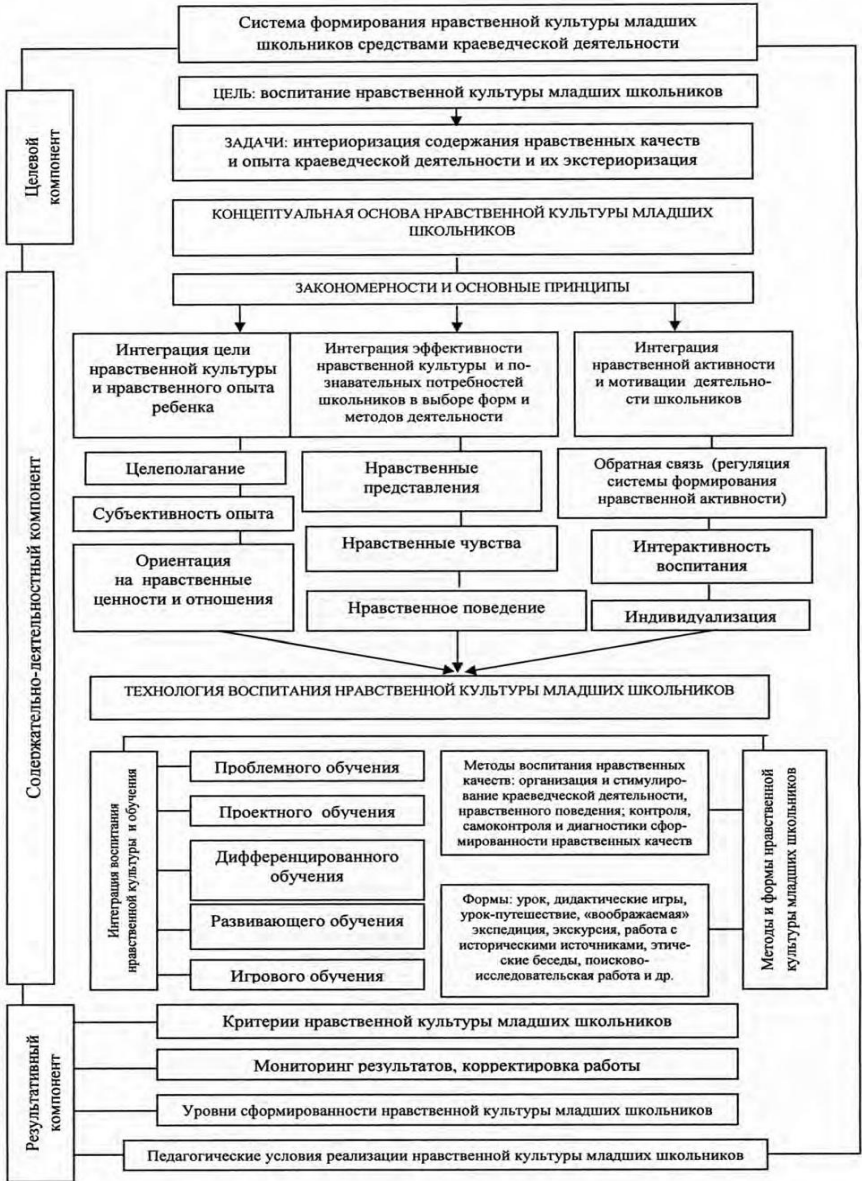 Система формирования нравственной культуры младших
школьников средствами краеведческой деятельности
Целевой
компонент
ЦЕЛЬ: воспитание нравственной культуры младших школьников
ЗАДАЧИ: интериоризация содержания нравственных качеств
и опыта краеведческой деятельности и их экстериоризация
КОНЦЕПТУАЛЬНАЯ ОСНОВА НРАВСТВЕННОЙ КУЛЬТУРЫ МЛАДШИХ
ШКОЛЬНИКОВ
Содержательно-деятельностный компонент
ЗАКОНОМЕРНОСТИ И ОСНОВНЫЕ ПРИНЦИПЫ
Интеграция цели
нравственной культуры
и нравственного опыта
ребенка
Целеполагание
Субъективность опыта
Ориентация
на нравственные
ценности и отношения
Интеграция эффективности
нравственной культуры и по-
знавательных потребностей
школьников в выборе форм и
методов деятельности
Нравственные
представления
Нравственные чувства
Нравственное поведение
Интеграция
нравственной активности
и мотивации деятельно-
сти школьников
Обратная связь (регуляция
системы формирования
нравственной активности)
Интерактивность
воспитания
Индивидуализация
ТЕХНОЛОГИЯ ВОСПИТАНИЯ НРАВСТВЕННОЙ КУЛЬТУРЫ МЛАДШИХ ШКОЛЬНИКОВ
Интеграция воспитания
нравственной культуры и обучения
Проблемного обучения
Проектного обучения
Дифференцированного
обучения
Развивающего обучения
Игрового обучения
Методы воспитания нравственных
качеств: организация и стимулиро-
вание краеведческой деятельности,
нравственного поведения; контроля,
самоконтроля и диагностики сфор-
мированности нравственных качеств
Формы: урок, дидактические игры,
урок-путешествие, «воображаемая»
экспедиция, экскурсия, работа с
историческими источниками, этиче-
ские беседы, поисково-
исследовательская работа и др.
Методы и формы нравственной
культуры младших школьников
Результативный
компонент
Критерии нравственной культуры младших школьников
Мониторинг результатов, корректировка работы
Уровни сформированности нравственной культуры младших школьников
Педагогические условия реализации нравственной культуры младших школьников